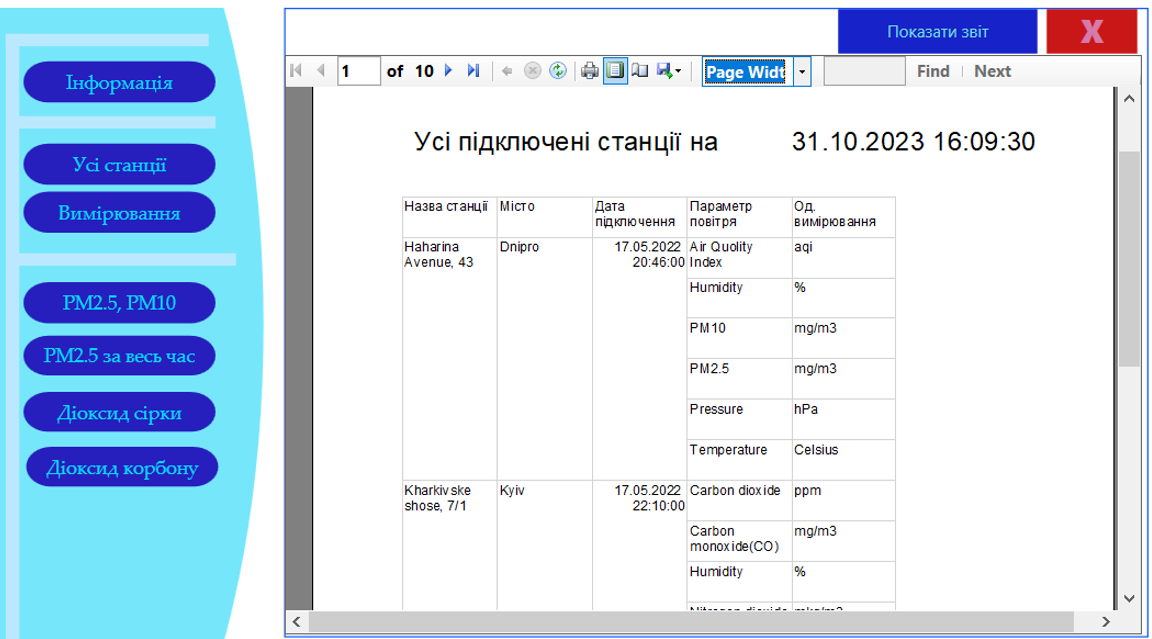 Інформація
Усі станції
Вимірювання
PM2.5, PM10
PM2.5 за весь час
Діоксид сірки
Діоксид корбону
Показати звіт
X
1 of 10 Page Widt Find Next
Усі підключені станції на 31.10.2023 16:09:30
Назва станції Місто Дата підключення Параметр повітря Од. вимірювання
Haharina Avenue, 43 Dnipro 17.05.2022 20:46:00 Air Quolity Index aqi
Humidity %
PM10 mg/m3
PM2.5 mg/m3
Pressure hPa
Temperature Celsius
Kharkivske shose, 7/1 Kyiv 17.05.2022 22:10:00 Carbon dioxide ppm
Carbon monoxide(CO) mg/m3
Humidity %